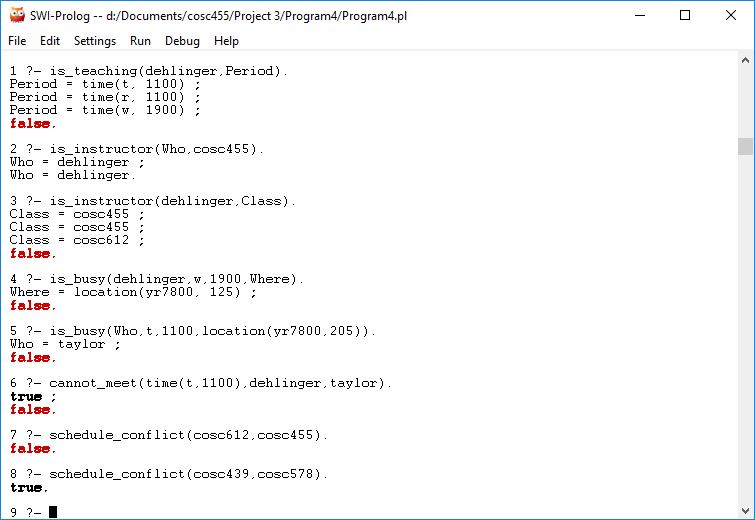 SWI-Prolog -- d:/Documents/cosc455/Project 3/Program4/Program4.pl
File Edit Settings Run Debug Help
1 ?- is_teaching(dehlinger,Period).
Period = time(t, 1100) ;
Period = time(r, 1100) ;
Period = time(w, 1900) ;
false.
2 ?- is_instructor(Who,cosc455).
Who = dehlinger ;
Who = dehlinger.
3 ?- is_instructor(dehlinger,Class).
Class = cosc455 ;
Class = cosc455 ;
Class = cosc612 ;
false.
4 ?- is_busy(dehlinger,w,1900,Where).
Where = location(yr7800, 125) ;
false.
5 ?- is_busy(Who,t,1100,location(yr7800,205)).
Who = taylor ;
false.
6 ?- cannot_meet(time(t,1100),dehlinger,taylor).
true ;
false.
7 ?- schedule_conflict(cosc612,cosc455).
false.
8 ?- schedule_conflict(cosc439,cosc578).
true.
9 ?-